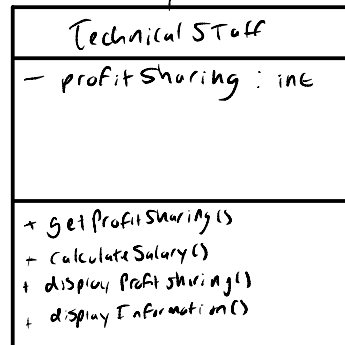 Technical Staff
- profitSharing : int
+ getProfitSharing()
+ calculateSalary()
+ displayProfitSharing()
+ displayInformation()